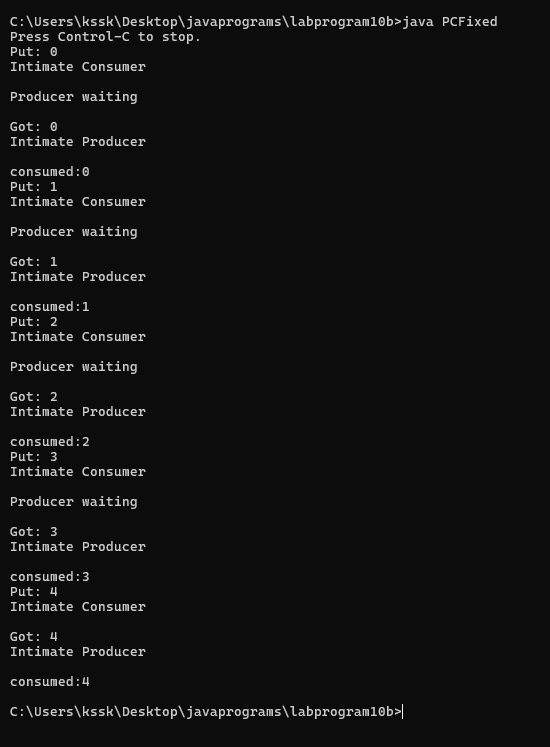 C:\Users\kssk\Desktop\javaprograms\labprogram10b>java PCFixed
Press Control-C to stop.
Put: 0
Intimate Consumer
Producer waiting
Got: 0
Intimate Producer
consumed:0
Put: 1
Intimate Consumer
Producer waiting
Got: 1
Intimate Producer
consumed:1
Put: 2
Intimate Consumer
Producer waiting
Got: 2
Intimate Producer
consumed:2
Put: 3
Intimate Consumer
Producer waiting
Got: 3
Intimate Producer
consumed:3
Put: 4
Intimate Consumer
Got: 4
Intimate Producer
consumed:4
C:\Users\kssk\Desktop\javaprograms\labprogram10b>